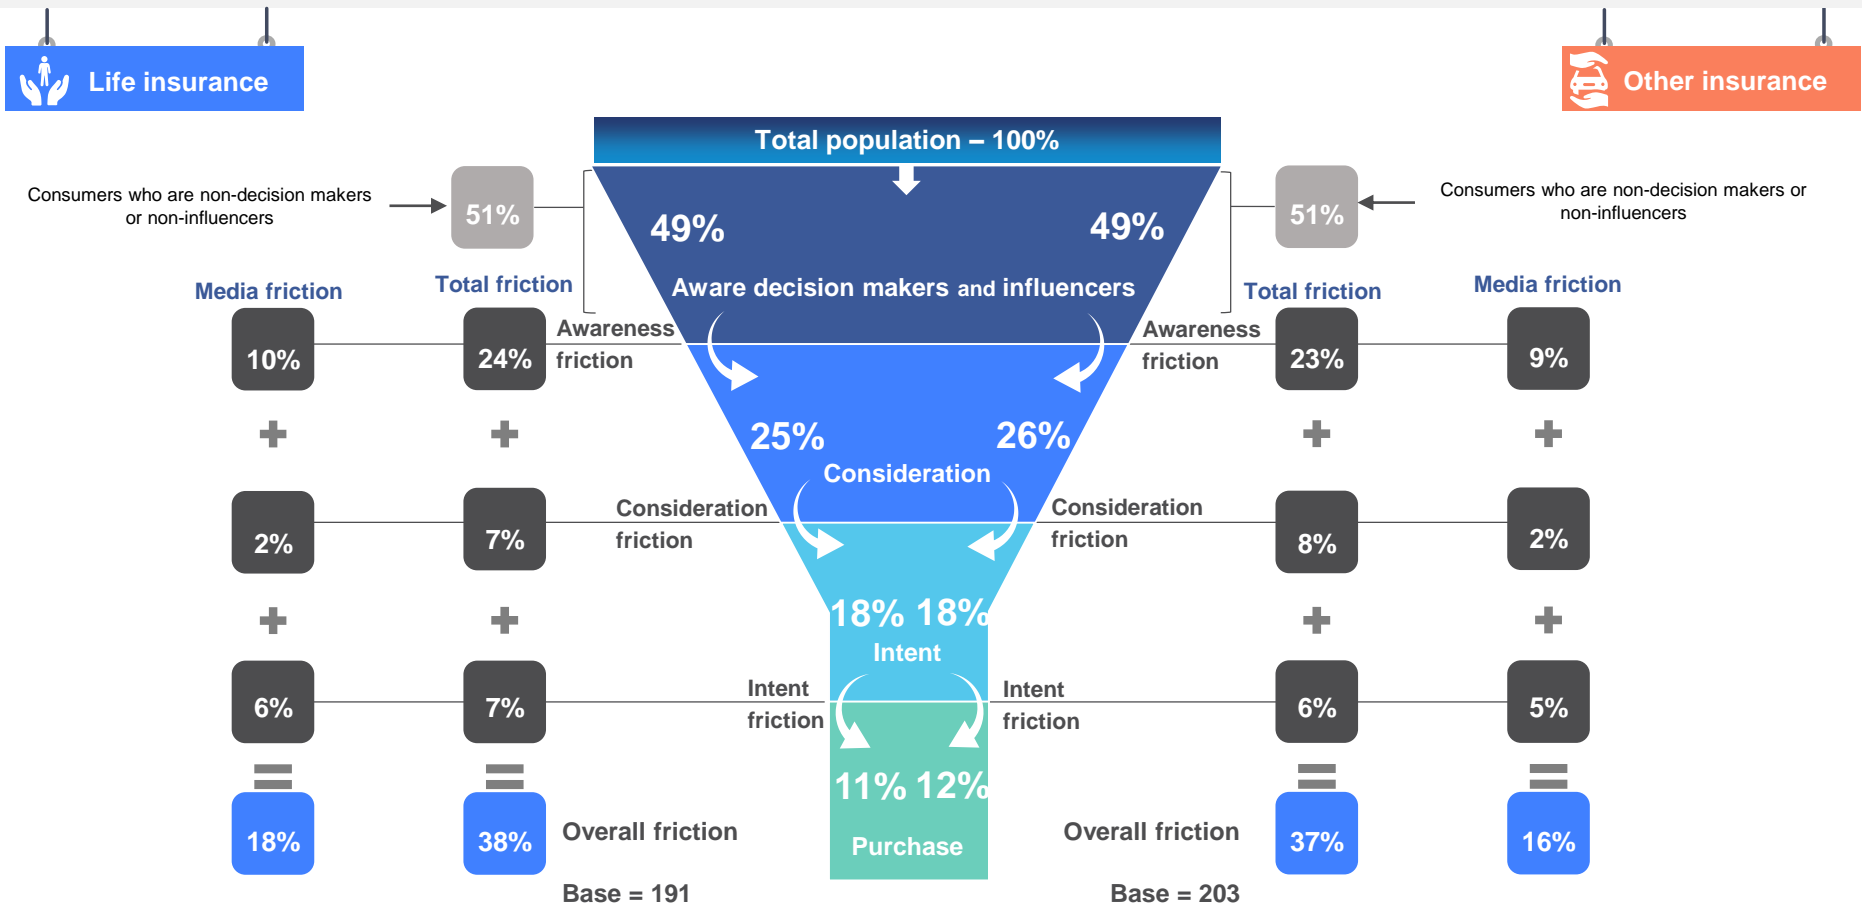 Life insurance
Other insurance
Total population – 100%
Consumers who are non-decision makers
or non-influencers
51%
49%
49%
51%
Consumers who are non-decision makers or
non-influencers
Media friction
Total friction
Aware decision makers and influencers
Total friction
Media friction
10%
24%
Awareness
friction
Awareness
friction
23%
9%
25%
26%
Consideration
2%
7%
Consideration
friction
Consideration
friction
8%
2%
18%
18%
Intent
6%
7%
Intent
friction
Intent
friction
6%
5%
11%
12%
Purchase
18%
38%
Overall friction
Overall friction
37%
16%
Base = 191
Base = 203